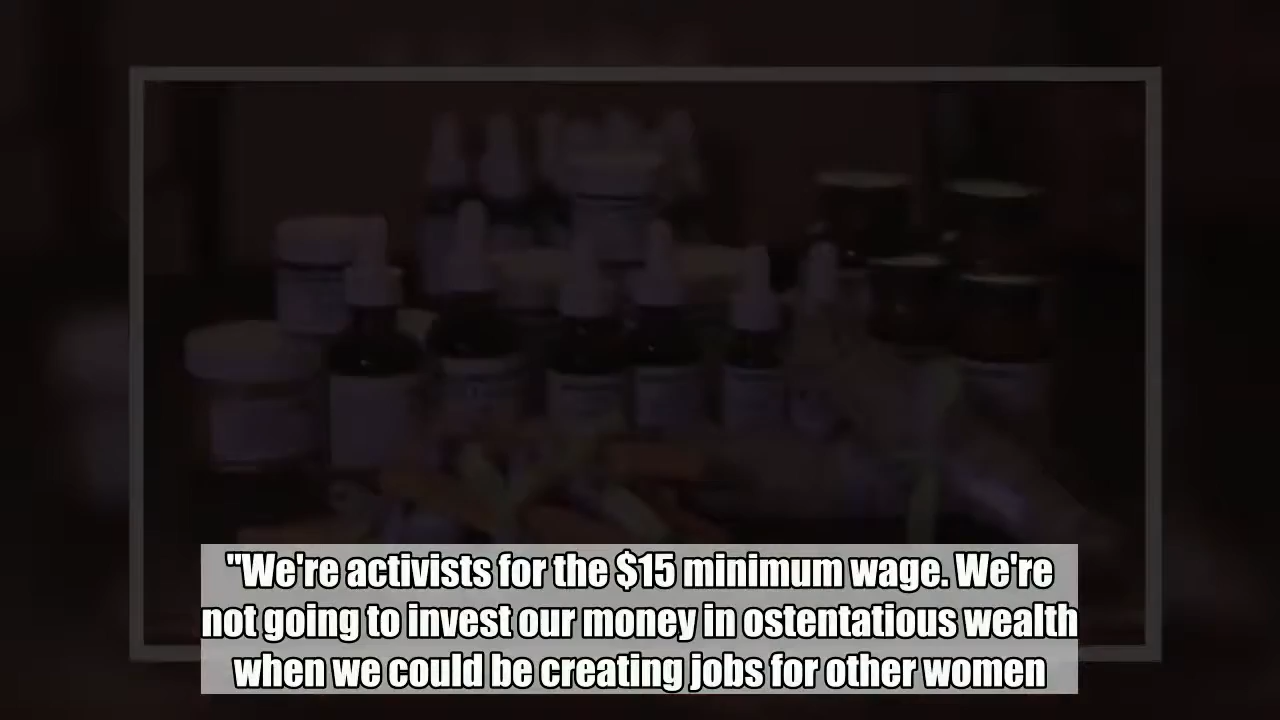 "We're activists for the $15 minimum wage. We're
not going to invest our money in ostentatious wealth
when we could be creating jobs for other women